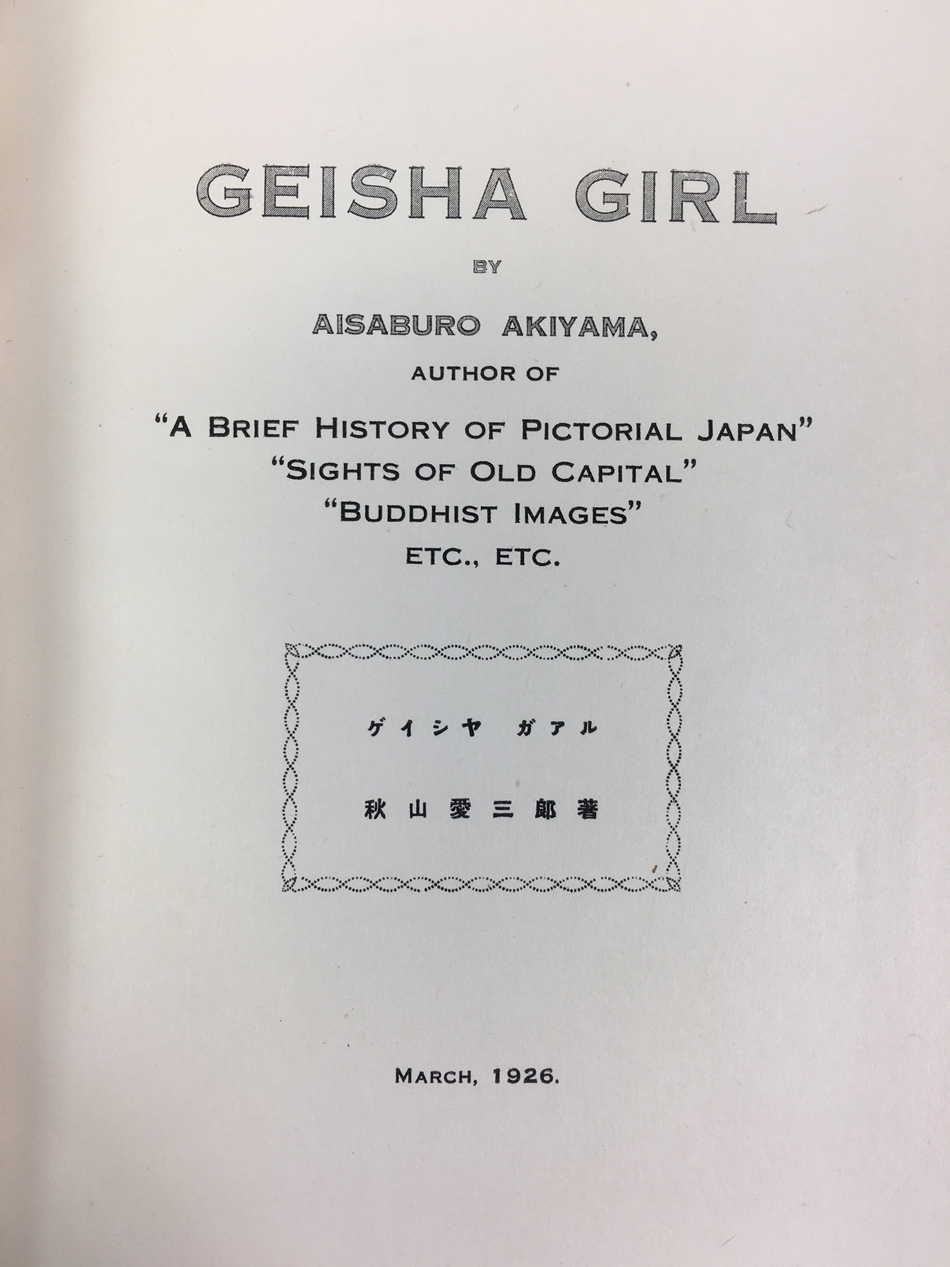 GEISHA GIRL
BY
AISABURO AKIYAMA,
AUTHOR OF
“A BRIEF HISTORY OF PICTORIAL JAPAN”
“SIGHTS OF OLD CAPITAL”
“BUDDHIST IMAGES”
ETC., ETC.
ゲイシヤ ガアル
秋山愛三郎著
MARCH, 1926.